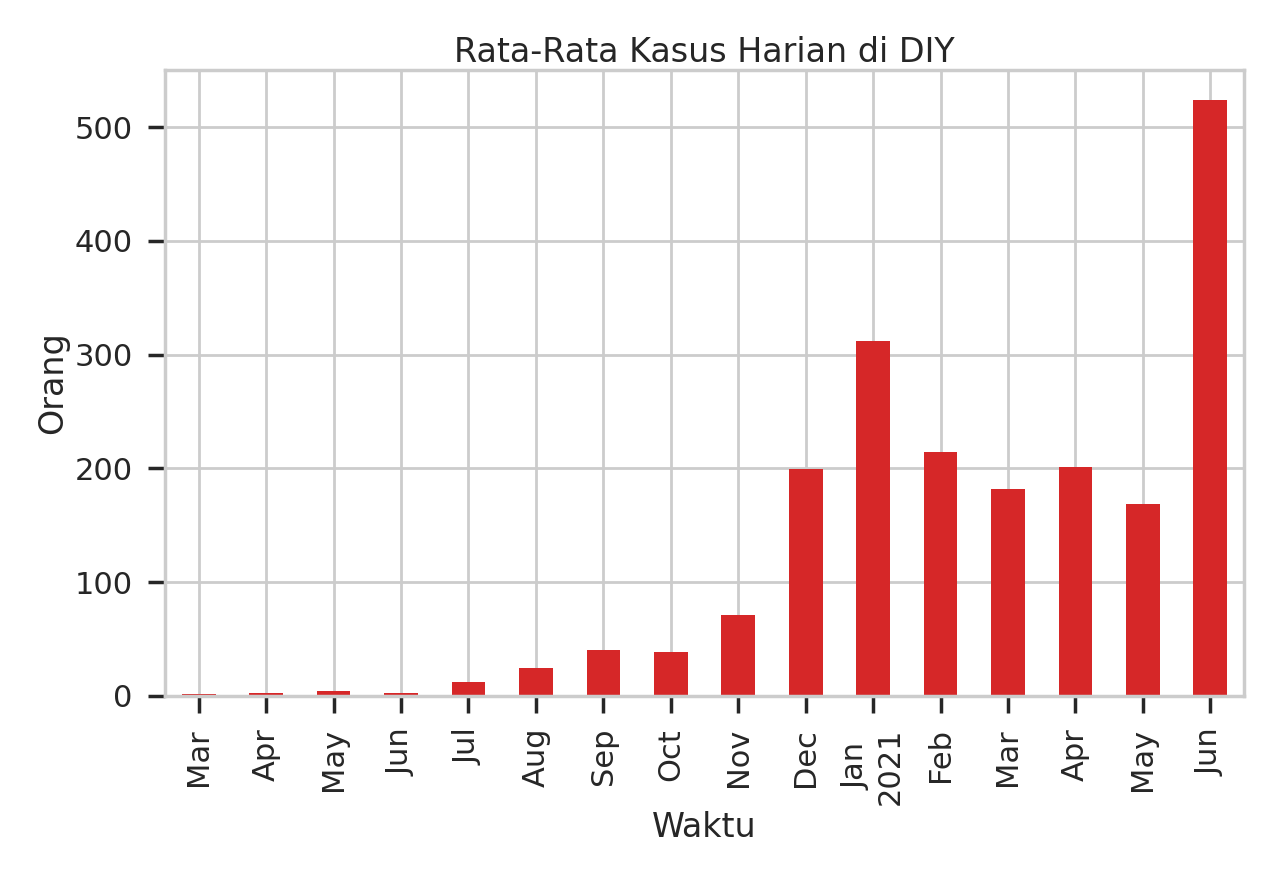 Rata-Rata Kasus Harian di DIY
Orang
500
400
300
200
100
0
Mar
Apr
May
Jun
Jul
Aug
Sep
Oct
Nov
Dec
Jan
2021
Feb
Mar
Apr
May
Jun
Waktu